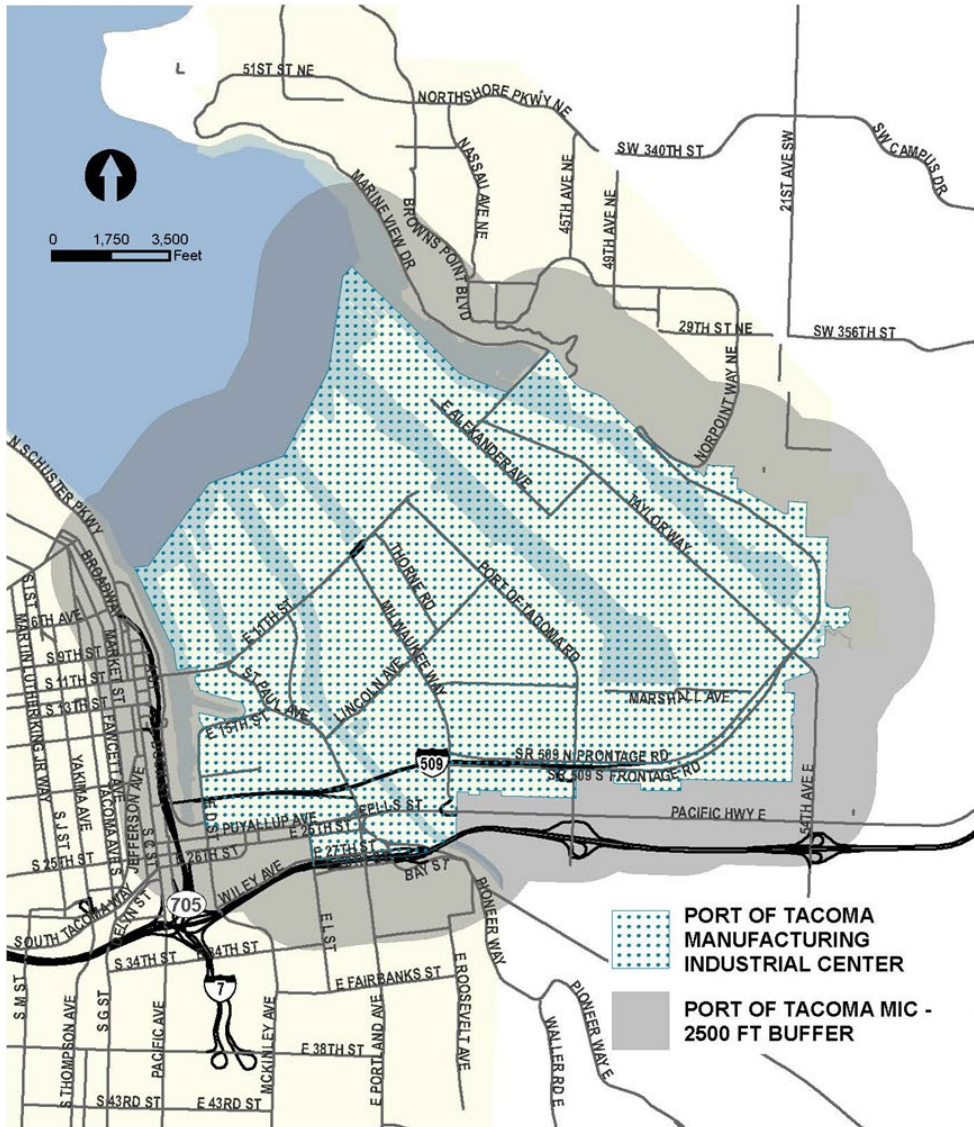 51ST ST NE
NORTHSHORE PKWY NE
SW 340TH ST
SW CAMPUS DR
21ST AVE SW
NASSAU AVE NE
45TH AVE NE
49TH AVE NE
MARINE VIEW DR
BROWNS POINT BLVD
0 1,750 3,500
Feet
29TH ST NE
SW 356TH ST
NORPOINT WAY NE
E ALEXANDER AVE
TAYLOR WAY
N SCHUSTER PKWY
BROADWAY
THORNE RD
PORT OF TACOMA RD
MILWAUKEE WAY
E 11TH ST
S I ST
6TH AVE
MARTIN LUTHER KING JR WAY
S 9TH ST
S 11TH ST
S 13TH ST
MARKET ST
FAWCETT AVE
TACOMA AVE S
YAKIMA AVE
S J ST
JEFFERSON AVE
ST PAUL AVE
LINCOLN AVE
E 15TH ST
MARSHALL AVE
SR 509 N FRONTAGE RD
SR 509 S FRONTAGE RD
509
54TH AVE E
PACIFIC HWY E
E D ST
PUYALLUP AVE
E 25TH ST
E 26TH ST
E 27TH ST
BAY ST
S 25TH ST
WILEY AVE
SOUTH TACOMA WAY
DELIN ST
705
PIONEER WAY
S 34TH ST
E 34TH ST
E L ST
E FAIRBANKS ST
7
S M ST
S THOMPSON AVE
S G ST
PACIFIC AVE
MCKINLEY AVE
E PORTLAND AVE
E ROOSEVELT AVE
E 38TH ST
S 43RD ST
E 43RD ST
WALLER RD E
PIONEER WAY E
PORT OF TACOMA
MANUFACTURING
INDUSTRIAL CENTER
PORT OF TACOMA MIC -
2500 FT BUFFER